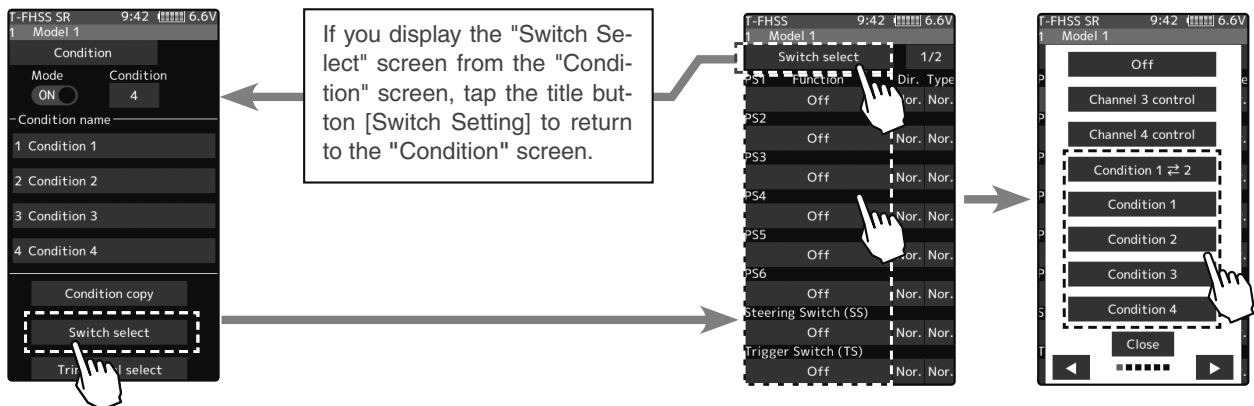 T-FHSS SR 9:42 6.6V
1 Model 1
Condition
Mode Condition
ON 4
Condition name
1 Condition 1
2 Condition 2
3 Condition 3
4 Condition 4
Condition copy
Switch select
If you display the "Switch Se-
lect" screen from the "Condi-
tion" screen, tap the title but-
ton [Switch Setting] to return
to the "Condition" screen.
T-FHSS 9:42 6.6V
1 Model 1
Switch select 1/2
PS1 Function Dir. Type
Off Nor. Nor.
PS2
Off Nor. Nor.
PS3
Off Nor. Nor.
PS4
Off Nor. Nor.
PS5
Off Nor. Nor.
PS6
Off Nor. Nor.
Steering Switch (SS)
Off Nor. Nor.
Trigger Switch (TS)
Off Nor. Nor.
T-FHSS SR 9:42 6.6V
1 Model 1
Off
Channel 3 control
Channel 4 control
Condition 1 ⇄ 2
Condition 1
Condition 2
Condition 3
Condition 4
Close